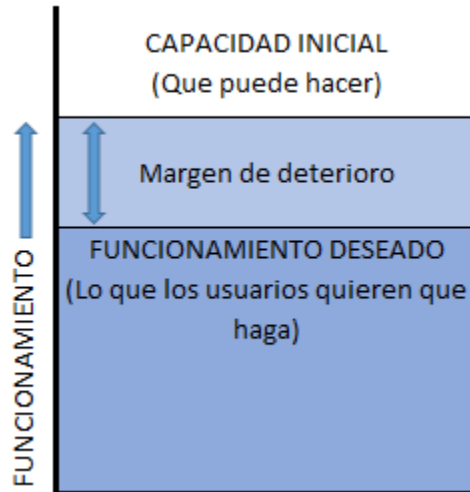 CAPACIDAD INICIAL
(Que puede hacer)
Margen de deterioro
FUNCIONAMIENTO DESEADO
(Lo que los usuarios quieren que
haga)
FUNCIONAMIENTO